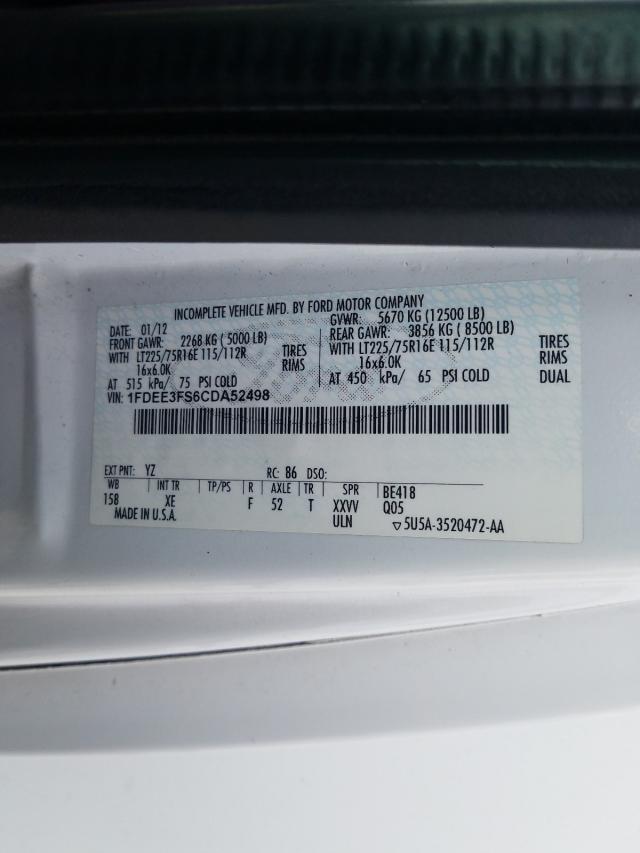 INCOMPLETE VEHICLE MFD. BY FORD MOTOR COMPANY
DATE: 01/12 GVWR: 5670 KG (12500 LB)
FRONT GAWR: 2268 KG (5000 LB) REAR GAWR: 3856 KG (8500 LB)
WITH LT225/75R16E 115/112R TIRES WITH LT225/75R16E 115/112R TIRES
16x6.0K RIMS 16x6.0K RIMS
AT 515 kPa/ 75 PSI COLD AT 450 kPa/ 65 PSI COLD DUAL
VIN: 1FDEE3FS6CDA52498
EXT PNT: YZ RC: 86 DSO:
WB INT TR TP/PS R AXLE TR SPR BE418
158 XE F 52 T XXVV Q05
MADE IN U.S.A. ULN ▽5U5A-3520472-AA